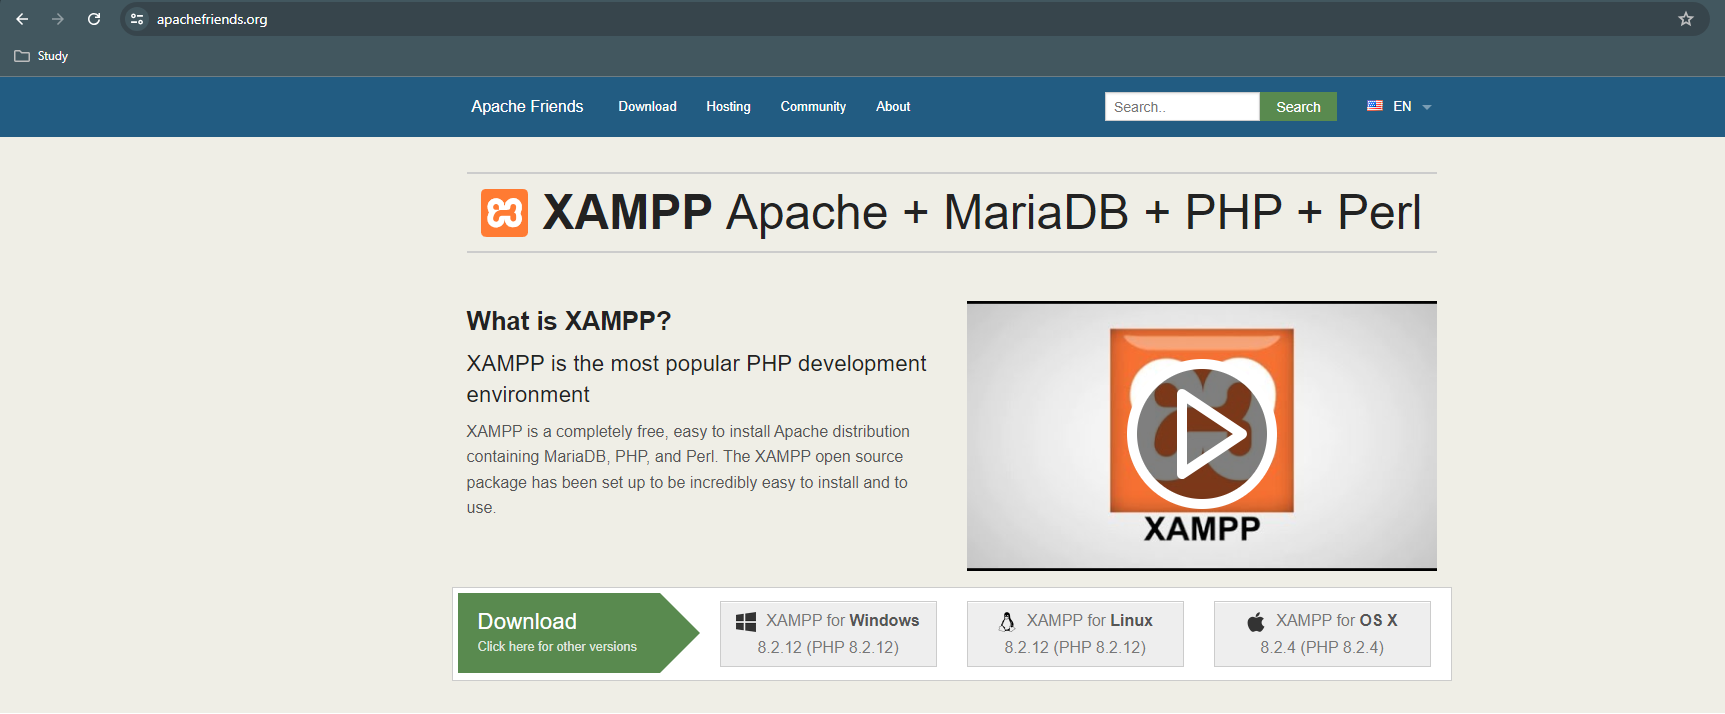 apachefriends.org
Study
Apache Friends Download Hosting Community About Search.. Search EN
XAMPP Apache + MariaDB + PHP + Perl
What is XAMPP?
XAMPP is the most popular PHP development
environment
XAMPP is a completely free, easy to install Apache distribution
containing MariaDB, PHP, and Perl. The XAMPP open source
package has been set up to be incredibly easy to install and to
use.
XAMPP
Download
Click here for other versions
XAMPP for Windows
8.2.12 (PHP 8.2.12)
XAMPP for Linux
8.2.12 (PHP 8.2.12)
XAMPP for OS X
8.2.4 (PHP 8.2.4)